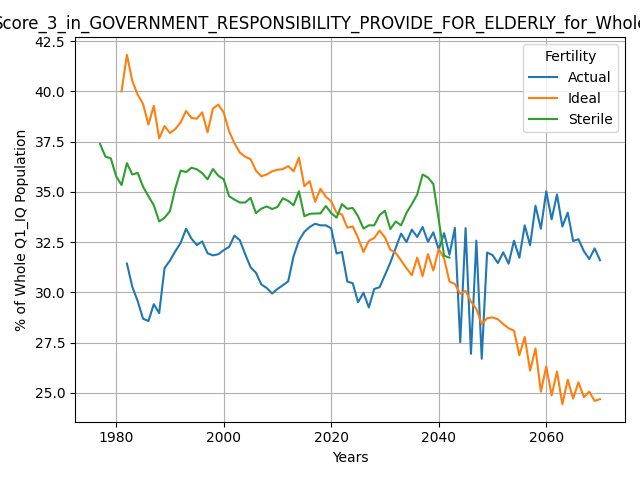 Score_3_in_GOVERNMENT_RESPONSIBILITY_PROVIDE_FOR_ELDERLY_for_Whole
Fertility
Actual
Ideal
Sterile
% of Whole Q1_IQ Population
42.5
40.0
37.5
35.0
32.5
30.0
27.5
25.0
1980 2000 2020 2040 2060
Years